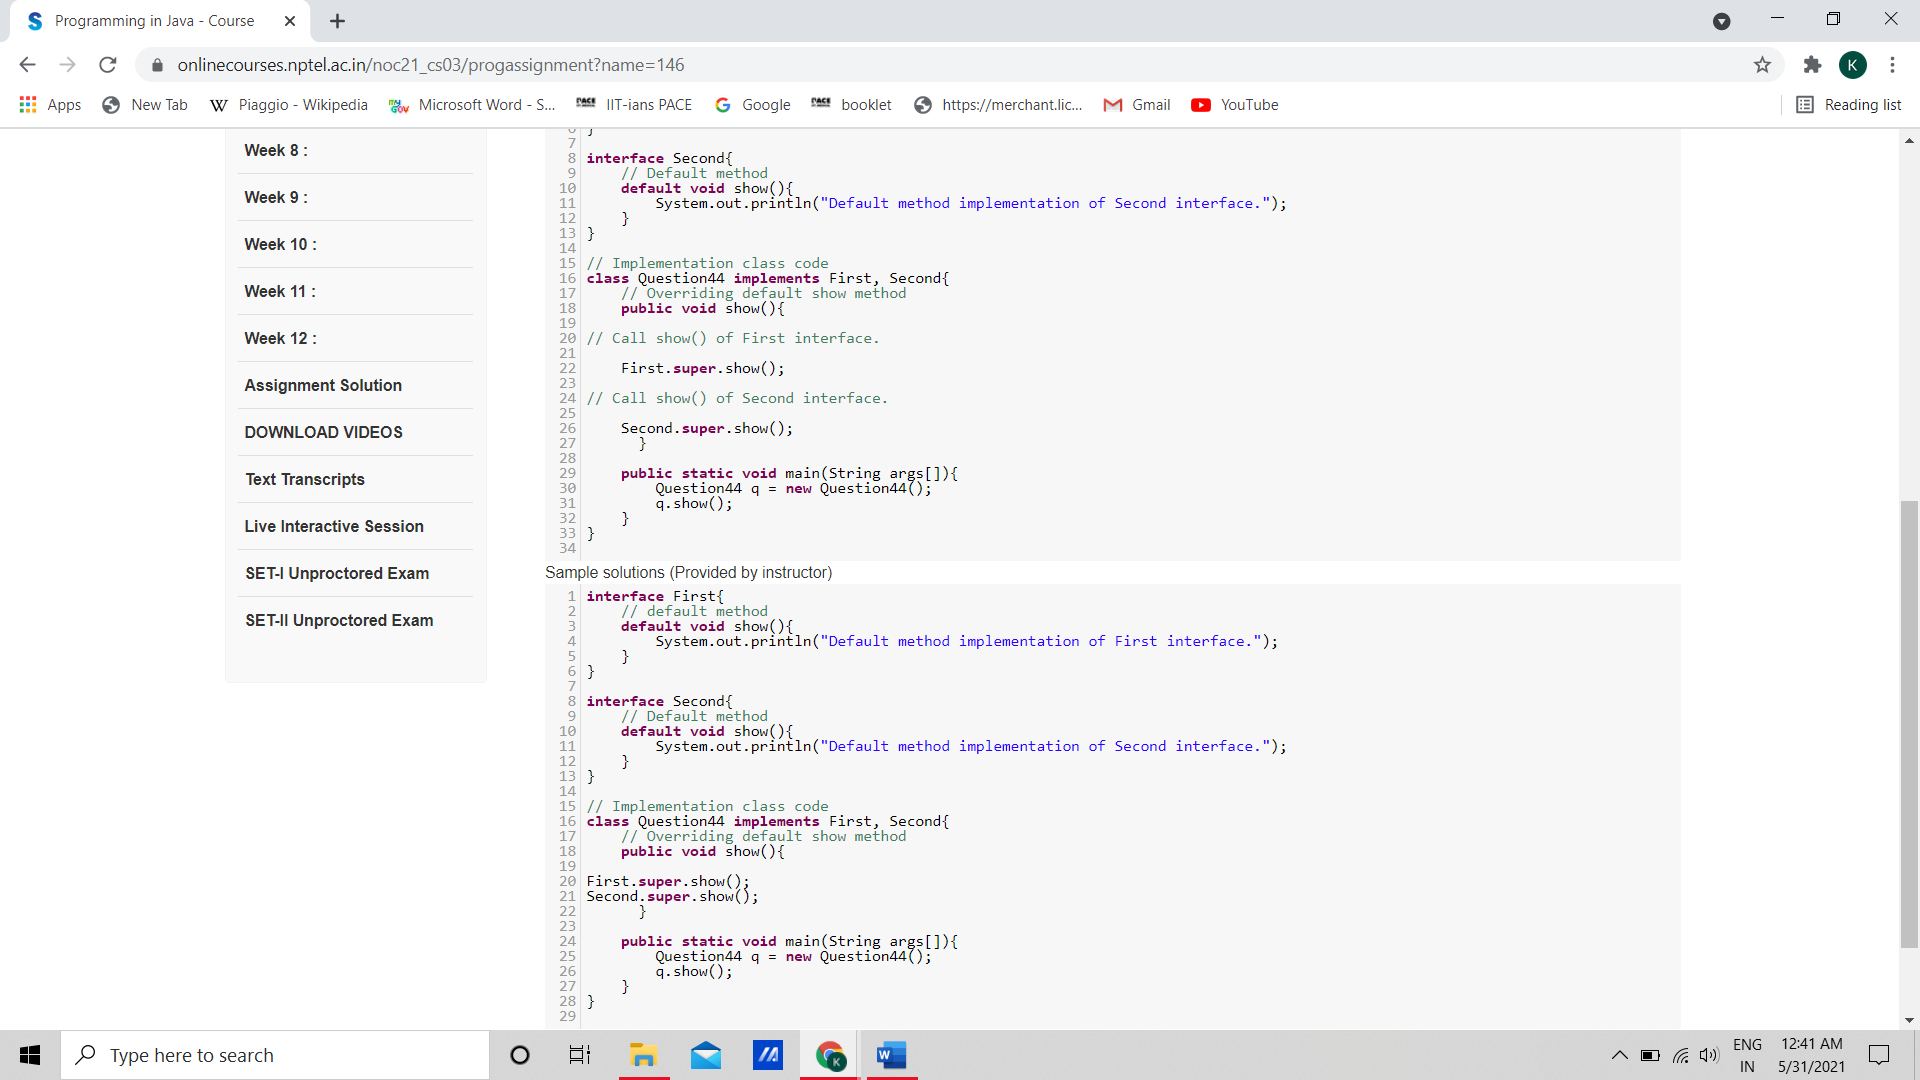 Programming in Java - Course
onlinecourses.nptel.ac.in/noc21_cs03/progassignment?name=146
K
Apps
New Tab
W Piaggio - Wikipedia
Microsoft Word - S...
PACE IIT-ians PACE
G Google
PACE booklet
https://merchant.lic...
M Gmail
YouTube
Reading list
Week 8 :
Week 9 :
Week 10 :
Week 11 :
Week 12 :
Assignment Solution
DOWNLOAD VIDEOS
Text Transcripts
Live Interactive Session
SET-I Unproctored Exam
SET-II Unproctored Exam
7
8 interface Second{
9 // Default method
10 default void show(){
11 System.out.println("Default method implementation of Second interface.");
12 }
13 }
14
15 // Implementation class code
16 class Question44 implements First, Second{
17 // Overriding default show method
18 public void show(){
19
20 // Call show() of First interface.
21
22 First.super.show();
23
24 // Call show() of Second interface.
25
26 Second.super.show();
27 }
28
29 public static void main(String args[]){
30 Question44 q = new Question44();
31 q.show();
32 }
33 }
34
Sample solutions (Provided by instructor)
1 interface First{
2 // default method
3 default void show(){
4 System.out.println("Default method implementation of First interface.");
5 }
6 }
7
8 interface Second{
9 // Default method
10 default void show(){
11 System.out.println("Default method implementation of Second interface.");
12 }
13 }
14
15 // Implementation class code
16 class Question44 implements First, Second{
17 // Overriding default show method
18 public void show(){
19
20 First.super.show();
21 Second.super.show();
22 }
23
24 public static void main(String args[]){
25 Question44 q = new Question44();
26 q.show();
27 }
28 }
29
Type here to search
ENG
IN
12:41 AM
5/31/2021